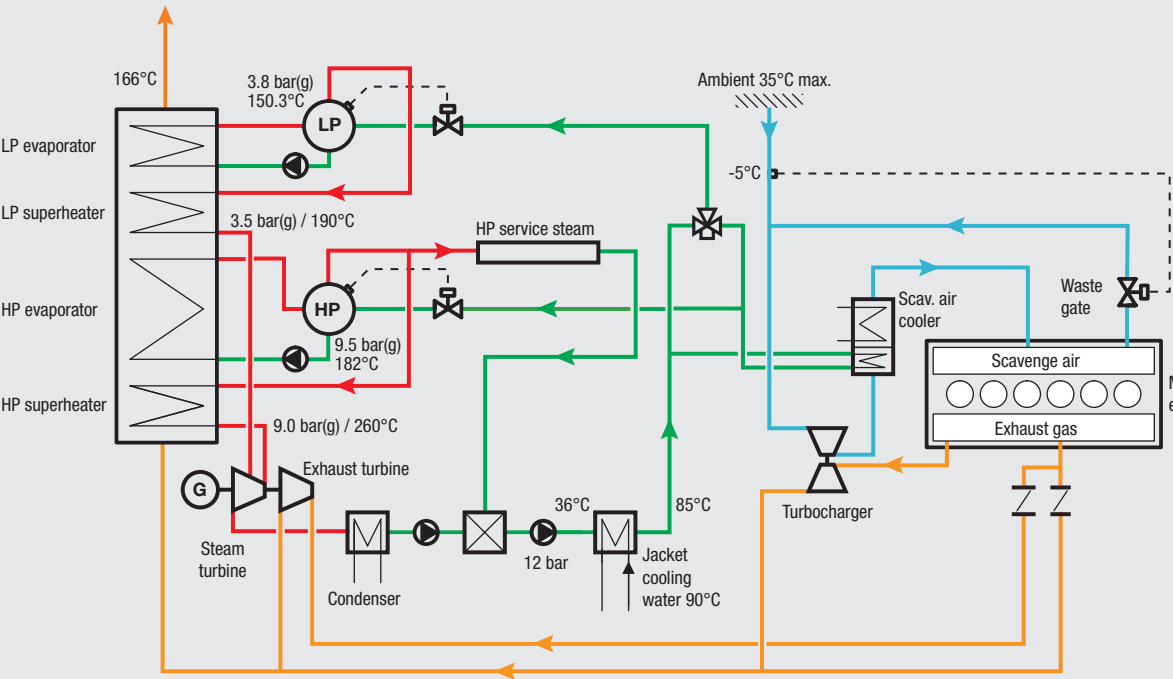 166°C
3.8 bar(g)
150.3°C
LP
LP evaporator
LP superheater
3.5 bar(g) / 190°C
HP service steam
HP evaporator
HP
9.5 bar(g)
182°C
HP superheater
9.0 bar(g) / 260°C
Exhaust turbine
G
Steam
turbine
Condenser
12 bar
36°C
85°C
Jacket
cooling
water 90°C
Ambient 35°C max.
-5°C
Scav. air
cooler
Waste
gate
Scavenge air
Exhaust gas
Turbocharger